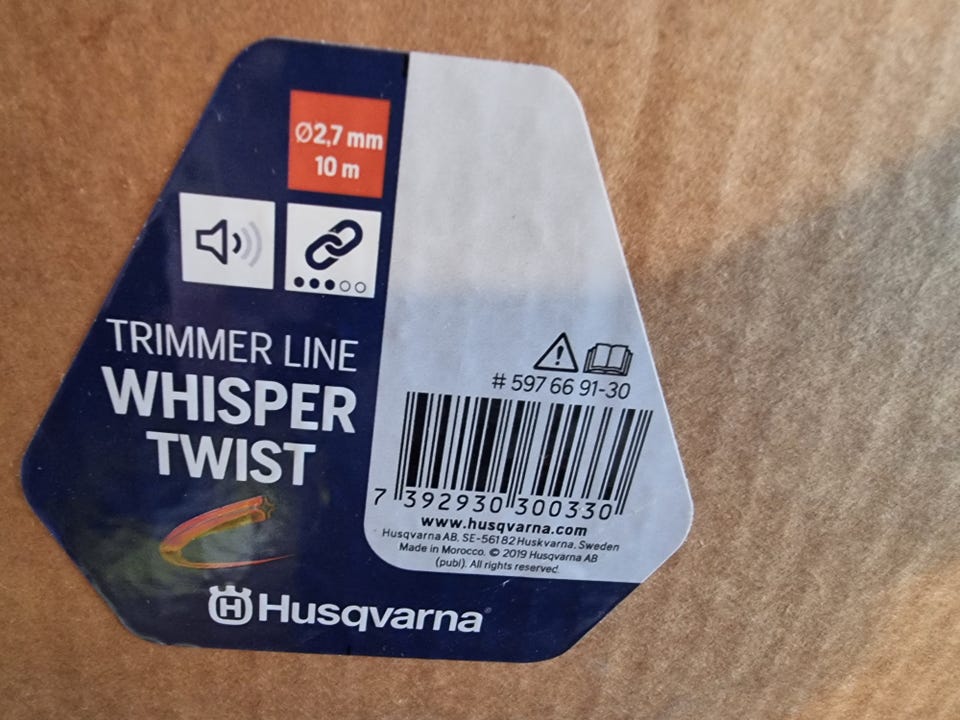 Ø2,7 mm
10 m
TRIMMER LINE
WHISPER
TWIST
Husqvarna
# 597 66 91-30
7 392930 300330
www.husqvarna.com
Husqvarna AB, SE-561 82 Huskvarna, Sweden
Made in Morocco. © 2019 Husqvarna AB
(publ). All rights reserved.